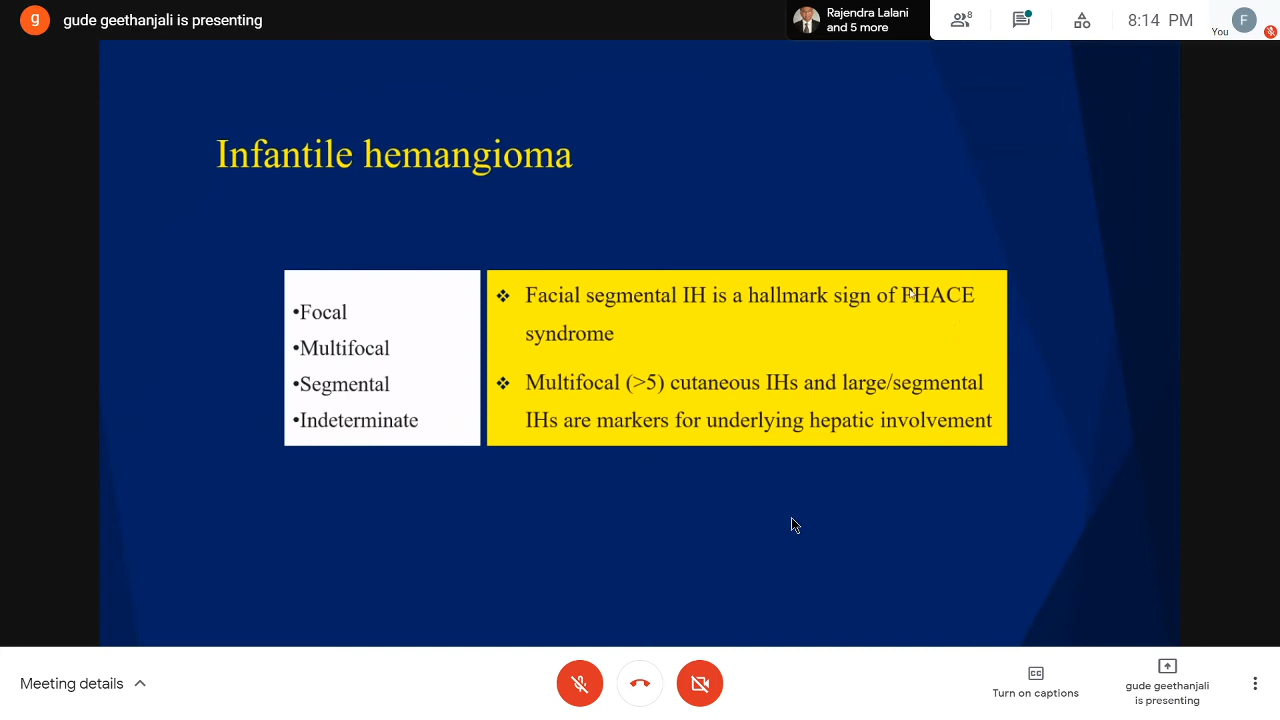 g
gude geethanjali is presenting
Rajendra Lalani
and 5 more
8
8:14 PM
You
F
Infantile hemangioma
•Focal
•Multifocal
•Segmental
•Indeterminate
❖ Facial segmental IH is a hallmark sign of PHACE
syndrome
❖ Multifocal (>5) cutaneous IHs and large/segmental
IHs are markers for underlying hepatic involvement
Meeting details
CC
Turn on captions
gude geethanjali
is presenting